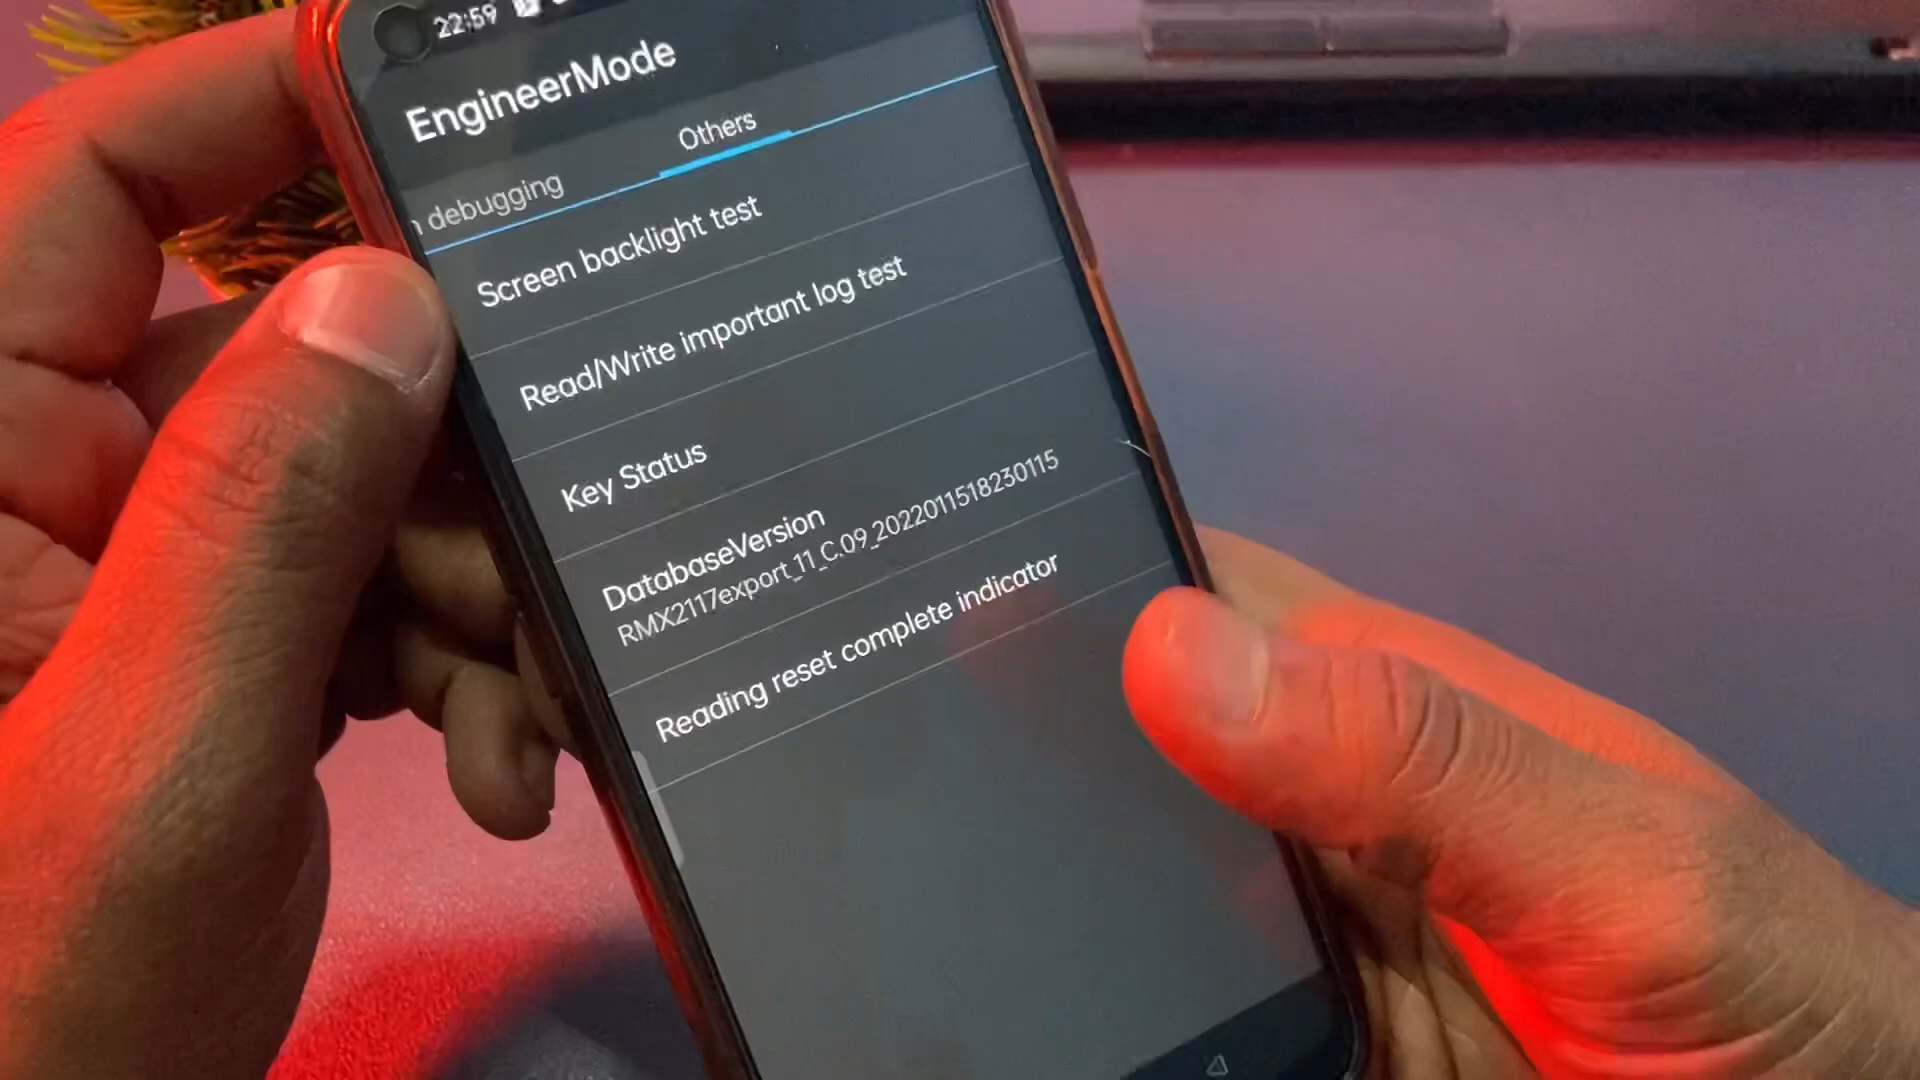 22:59
EngineerMode
debugging
Others
Screen backlight test
Read/Write important log test
Key Status
DatabaseVersion
RMX2117export_11_C.09_2022011518230115
Reading reset complete indicator